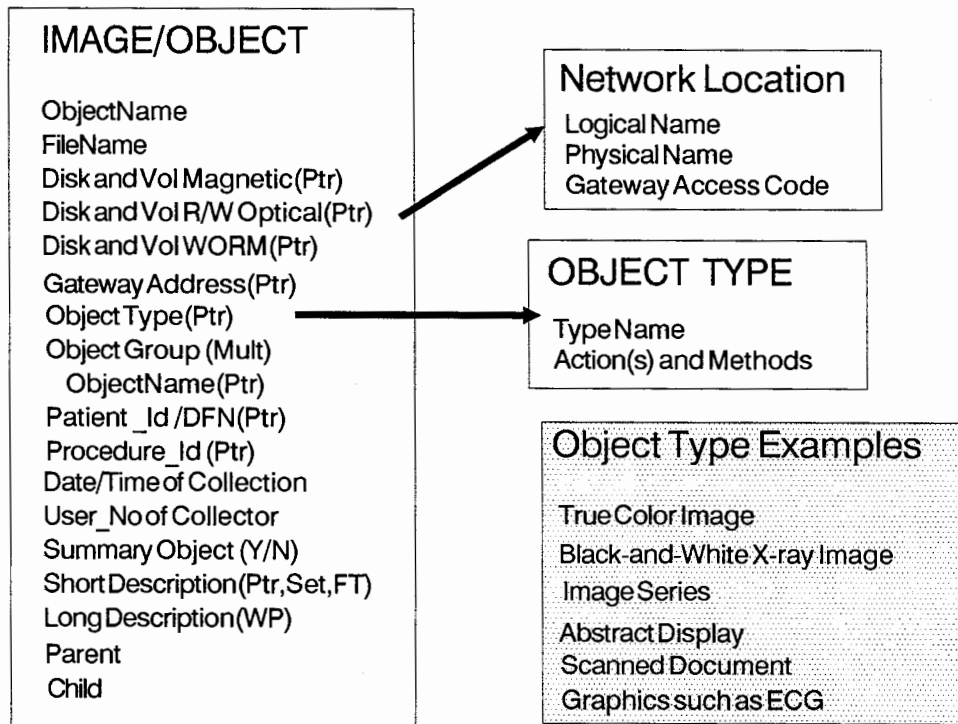 IMAGE/OBJECT
ObjectName
FileName
Disk and Vol Magnetic (Ptr)
Disk and Vol R/W Optical (Ptr)
Disk and Vol WORM (Ptr)
Gateway Address (Ptr)
Object Type (Ptr)
Object Group (Mult)
ObjectName (Ptr)
Patient_Id /DFN (Ptr)
Procedure_Id (Ptr)
Date/Time of Collection
User_No of Collector
Summary Object (Y/N)
Short Description (Ptr,Set,FT)
Long Description (WP)
Parent
Child
Network Location
Logical Name
Physical Name
Gateway Access Code
OBJECT TYPE
Type Name
Action(s) and Methods
Object Type Examples
True Color Image
Black-and-White X-ray Image
Image Series
Abstract Display
Scanned Document
Graphics such as ECG